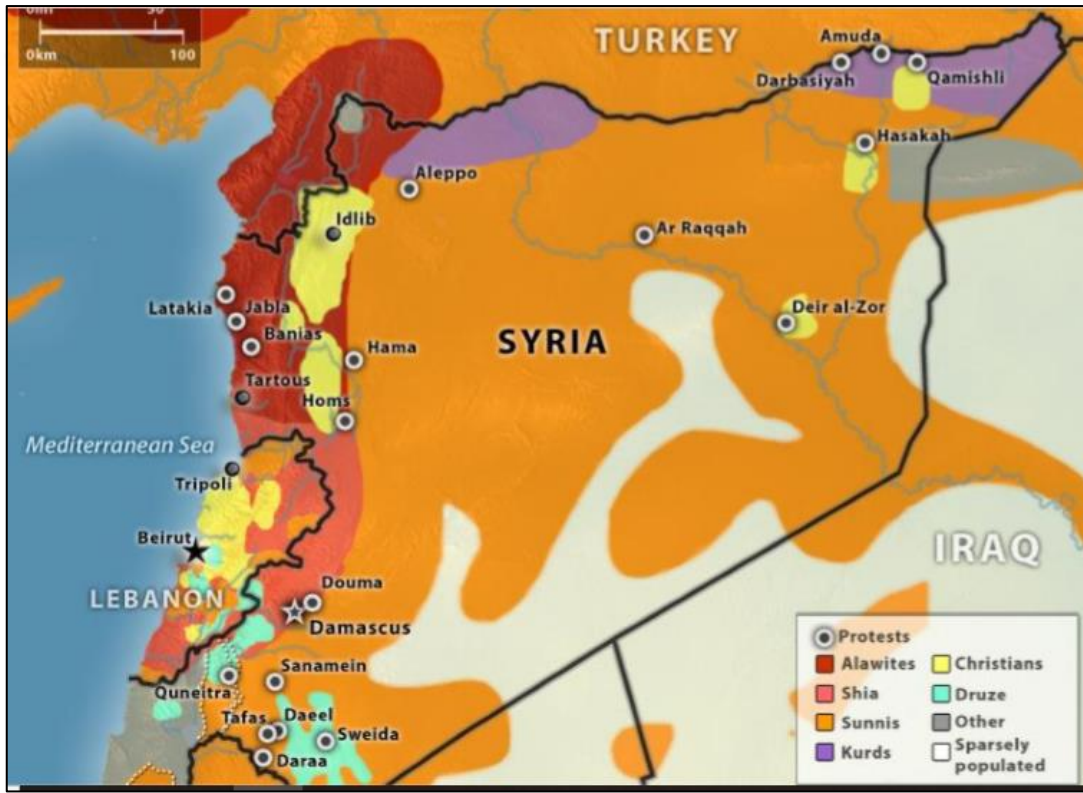 0mi 50
0km 100
TURKEY
Amuda
Darbasiyah
Qamishli
Hasakah
Aleppo
Idlib
Ar Raqqah
Latakia
Jabla
Banias
Deir al-Zor
SYRIA
Hama
Tartous
Homs
Mediterranean Sea
Tripoli
Beirut
IRAQ
LEBANON
Douma
Damascus
Sanamein
Quneitra
Tafas
Daeel
Sweida
Daraa
Protests
Alawites
Christians
Shia
Druze
Sunnis
Other
Kurds
Sparsely
populated